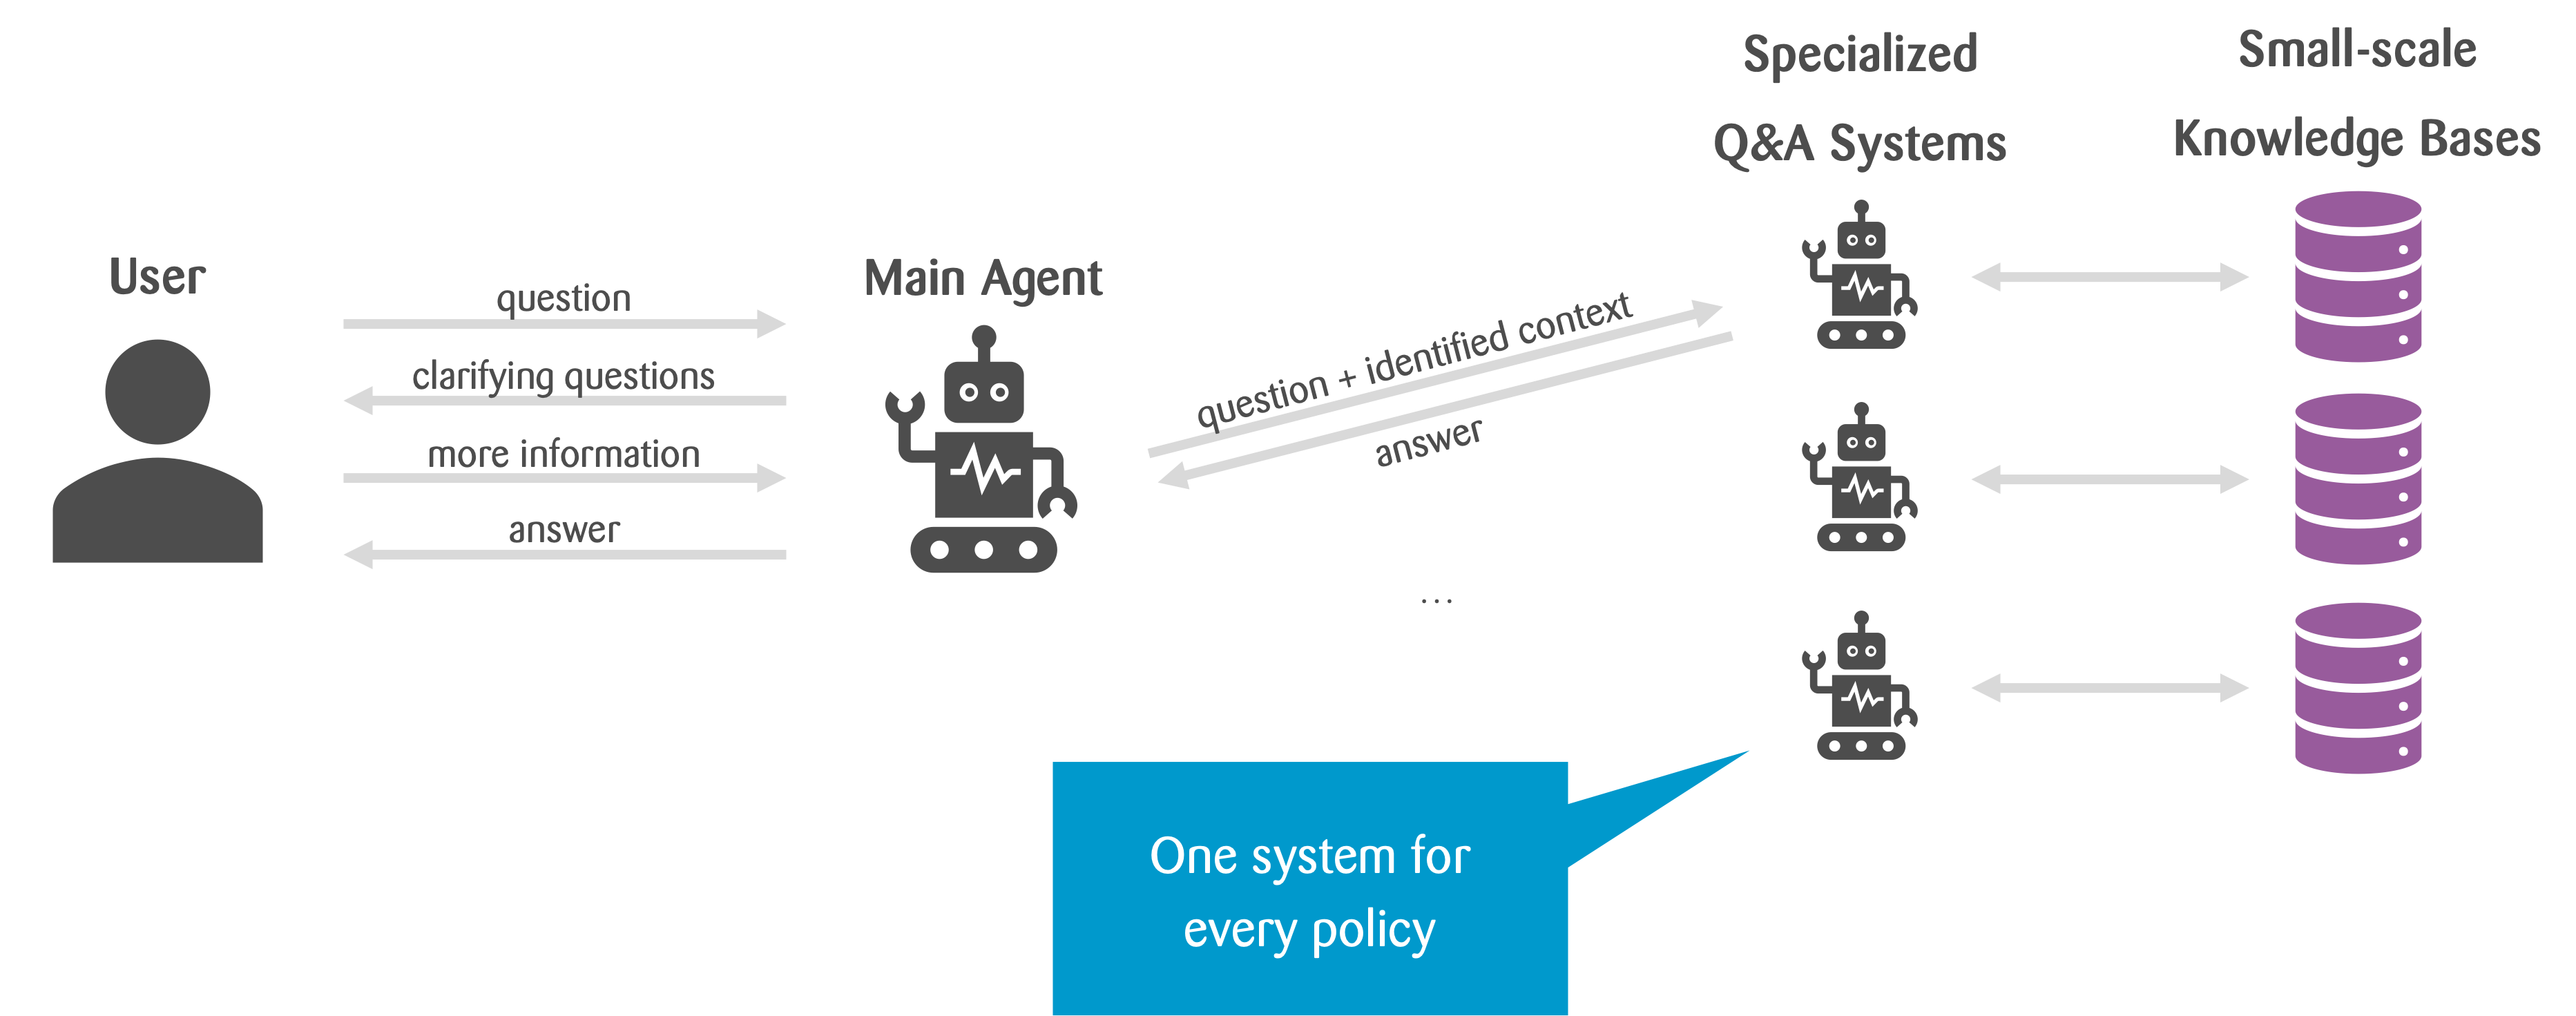 User
question
clarifying questions
more information
answer
Main Agent
question + identified context
answer
...
Specialized
Q&A Systems
Small-scale
Knowledge Bases
One system for
every policy